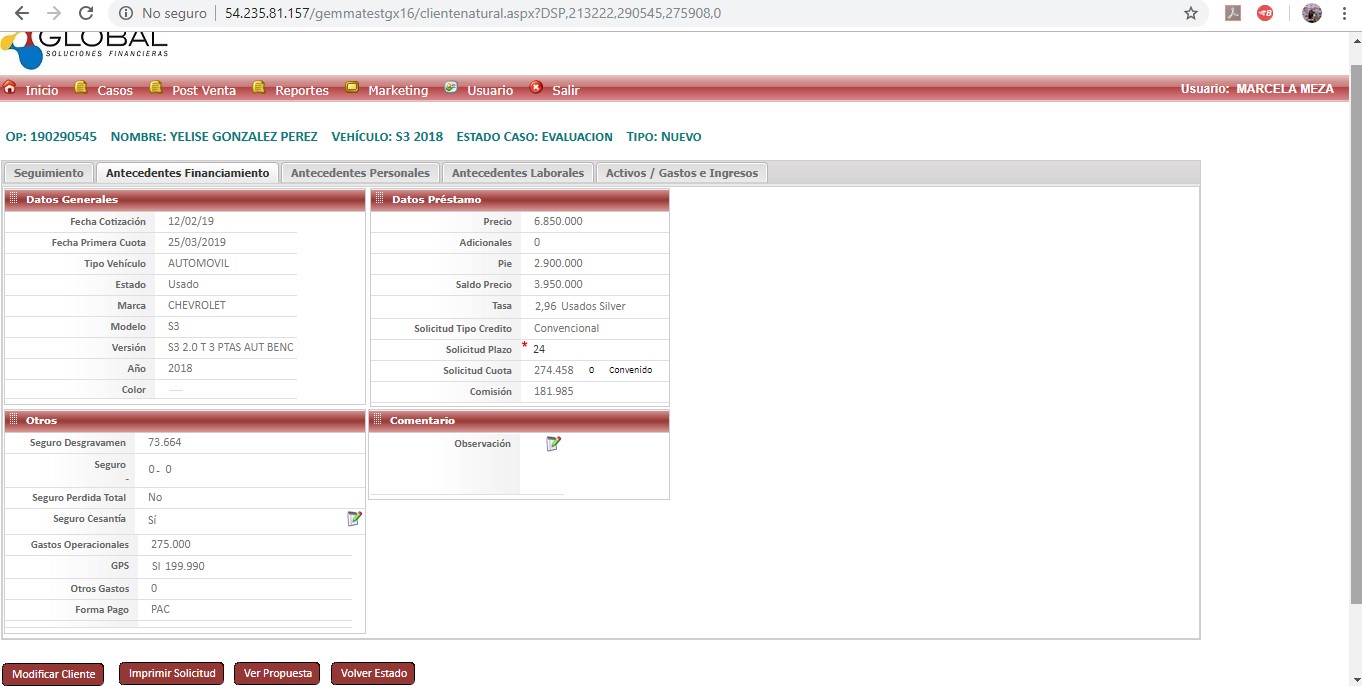 No seguro
54.235.81.157/gemmatestgx16/clientenatural.aspx?DSP,213222,290545,275908,0
GLOBAL
SOLUCIONES FINANCIERAS
Inicio Casos Post Venta Reportes Marketing Usuario Salir Usuario: MARCELA MEZA
OP: 190290545 NOMBRE: YELISE GONZALEZ PEREZ VEHÍCULO: S3 2018 ESTADO CASO: EVALUACION TIPO: NUEVO
Seguimiento Antecedentes Financiamiento Antecedentes Personales Antecedentes Laborales Activos / Gastos e Ingresos
Datos Generales
Fecha Cotización 12/02/19
Fecha Primera Cuota 25/03/2019
Tipo Vehículo AUTOMOVIL
Estado Usado
Marca CHEVROLET
Modelo S3
Versión S3 2.0 T 3 PTAS AUT BENC
Año 2018
Color
Datos Préstamo
Precio 6.850.000
Adicionales 0
Pie 2.900.000
Saldo Precio 3.950.000
Tasa 2,96 Usados Silver
Solicitud Tipo Credito Convencional
Solicitud Plazo * 24
Solicitud Cuota 274.458 0 Convenido
Comisión 181.985
Otros
Seguro Desgravamen 73.664
Seguro
- 0 - 0
Seguro Perdida Total No
Seguro Cesantía Sí
Gastos Operacionales 275.000
GPS SI 199.990
Otros Gastos 0
Forma Pago PAC
Comentario
Observación
Modificar Cliente Imprimir Solicitud Ver Propuesta Volver Estado